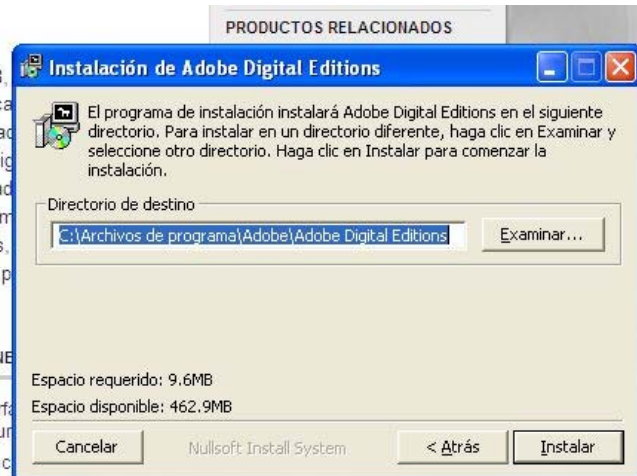 PRODUCTOS RELACIONADOS
Instalación de Adobe Digital Editions
El programa de instalación instalará Adobe Digital Editions en el siguiente
directorio. Para instalar en un directorio diferente, haga clic en Examinar y
seleccione otro directorio. Haga clic en Instalar para comenzar la
instalación.
Directorio de destino
C:\Archivos de programa\Adobe\Adobe Digital Editions
Examinar...
Espacio requerido: 9.6MB
Espacio disponible: 462.9MB
Cancelar
Nullsoft Install System
< Atrás
Instalar